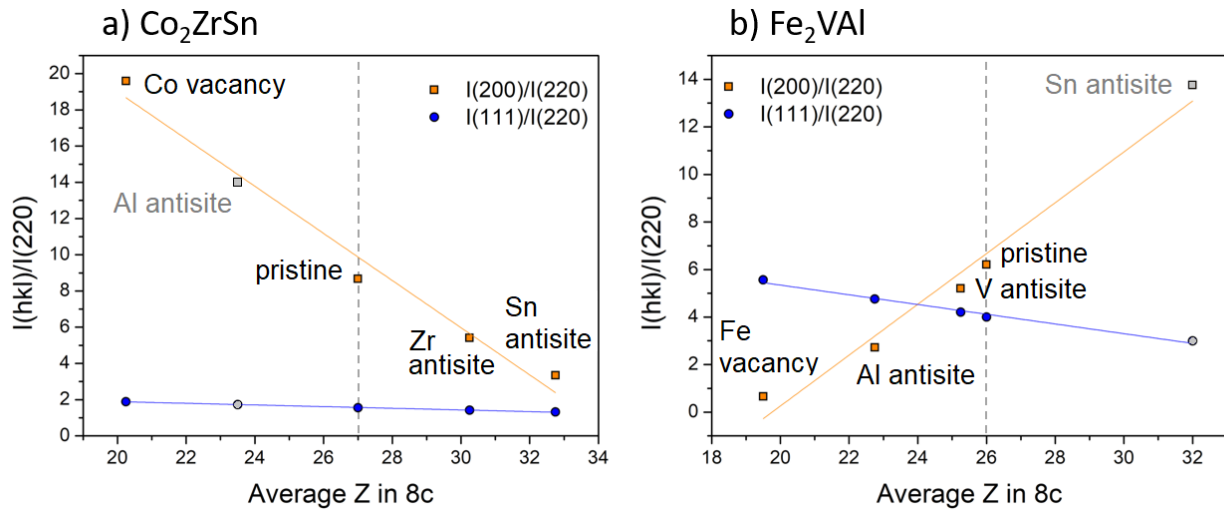 a) Co₂ZrSn
20
18
16
14
12
10
8
6
4
2
0
I(hkl)/I(220)
Co vacancy
I(200)/I(220)
I(111)/I(220)
Al antisite
pristine
Sn
antisite
Zr
antisite
20 22 24 26 28 30 32 34
Average Z in 8c
b) Fe₂VAl
14
12
10
8
6
4
2
0
I(hkl)/I(220)
I(200)/I(220)
I(111)/I(220)
Sn antisite
pristine
V antisite
Fe
vacancy
Al antisite
18 20 22 24 26 28 30 32
Average Z in 8c